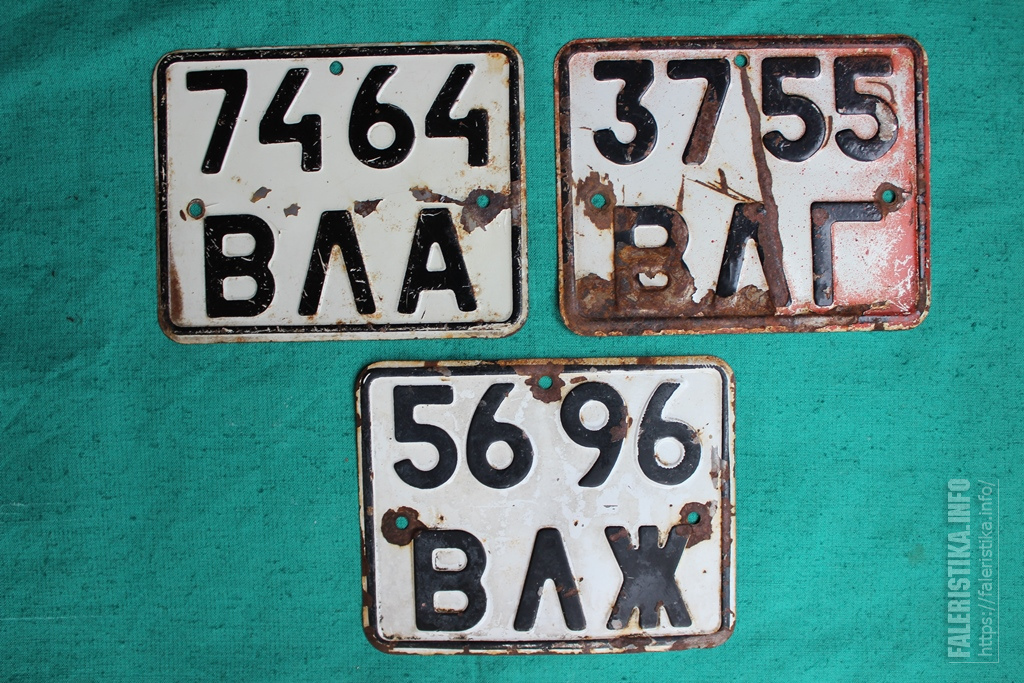 7464
ВЛА
3755
ВЛГ
5696
ВЛЖ
FALERISTIKA.INFO
https://faleristika.info/